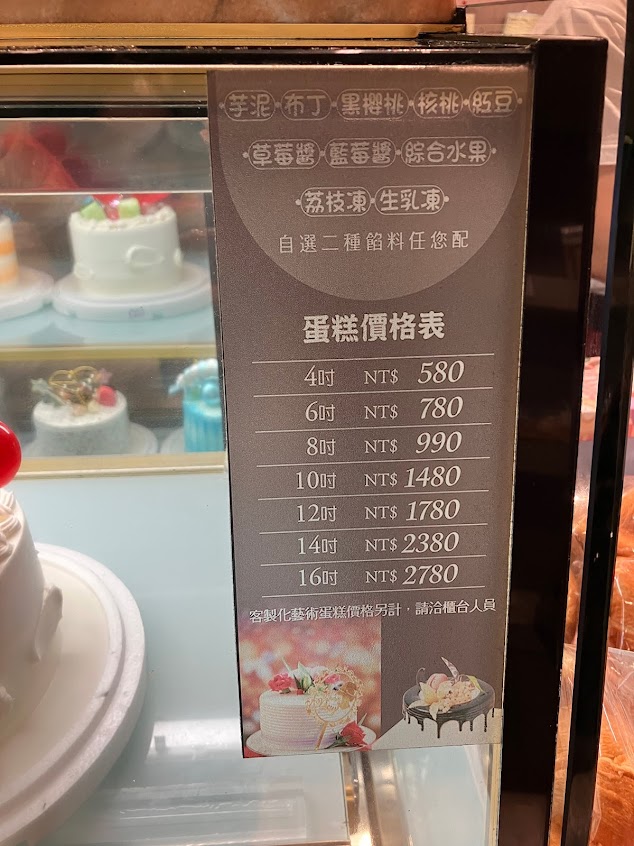 芋泥·布丁·黑櫻桃·核桃·紅豆
草莓醬·藍莓醬·綜合水果
荔枝凍·生乳凍
自選二種餡料任您配
蛋糕價格表
4吋 NT$ 580
6吋 NT$ 780
8吋 NT$ 990
10吋 NT$ 1480
12吋 NT$ 1780
14吋 NT$ 2380
16吋 NT$ 2780
客製化藝術蛋糕價格另計，請洽櫃台人員